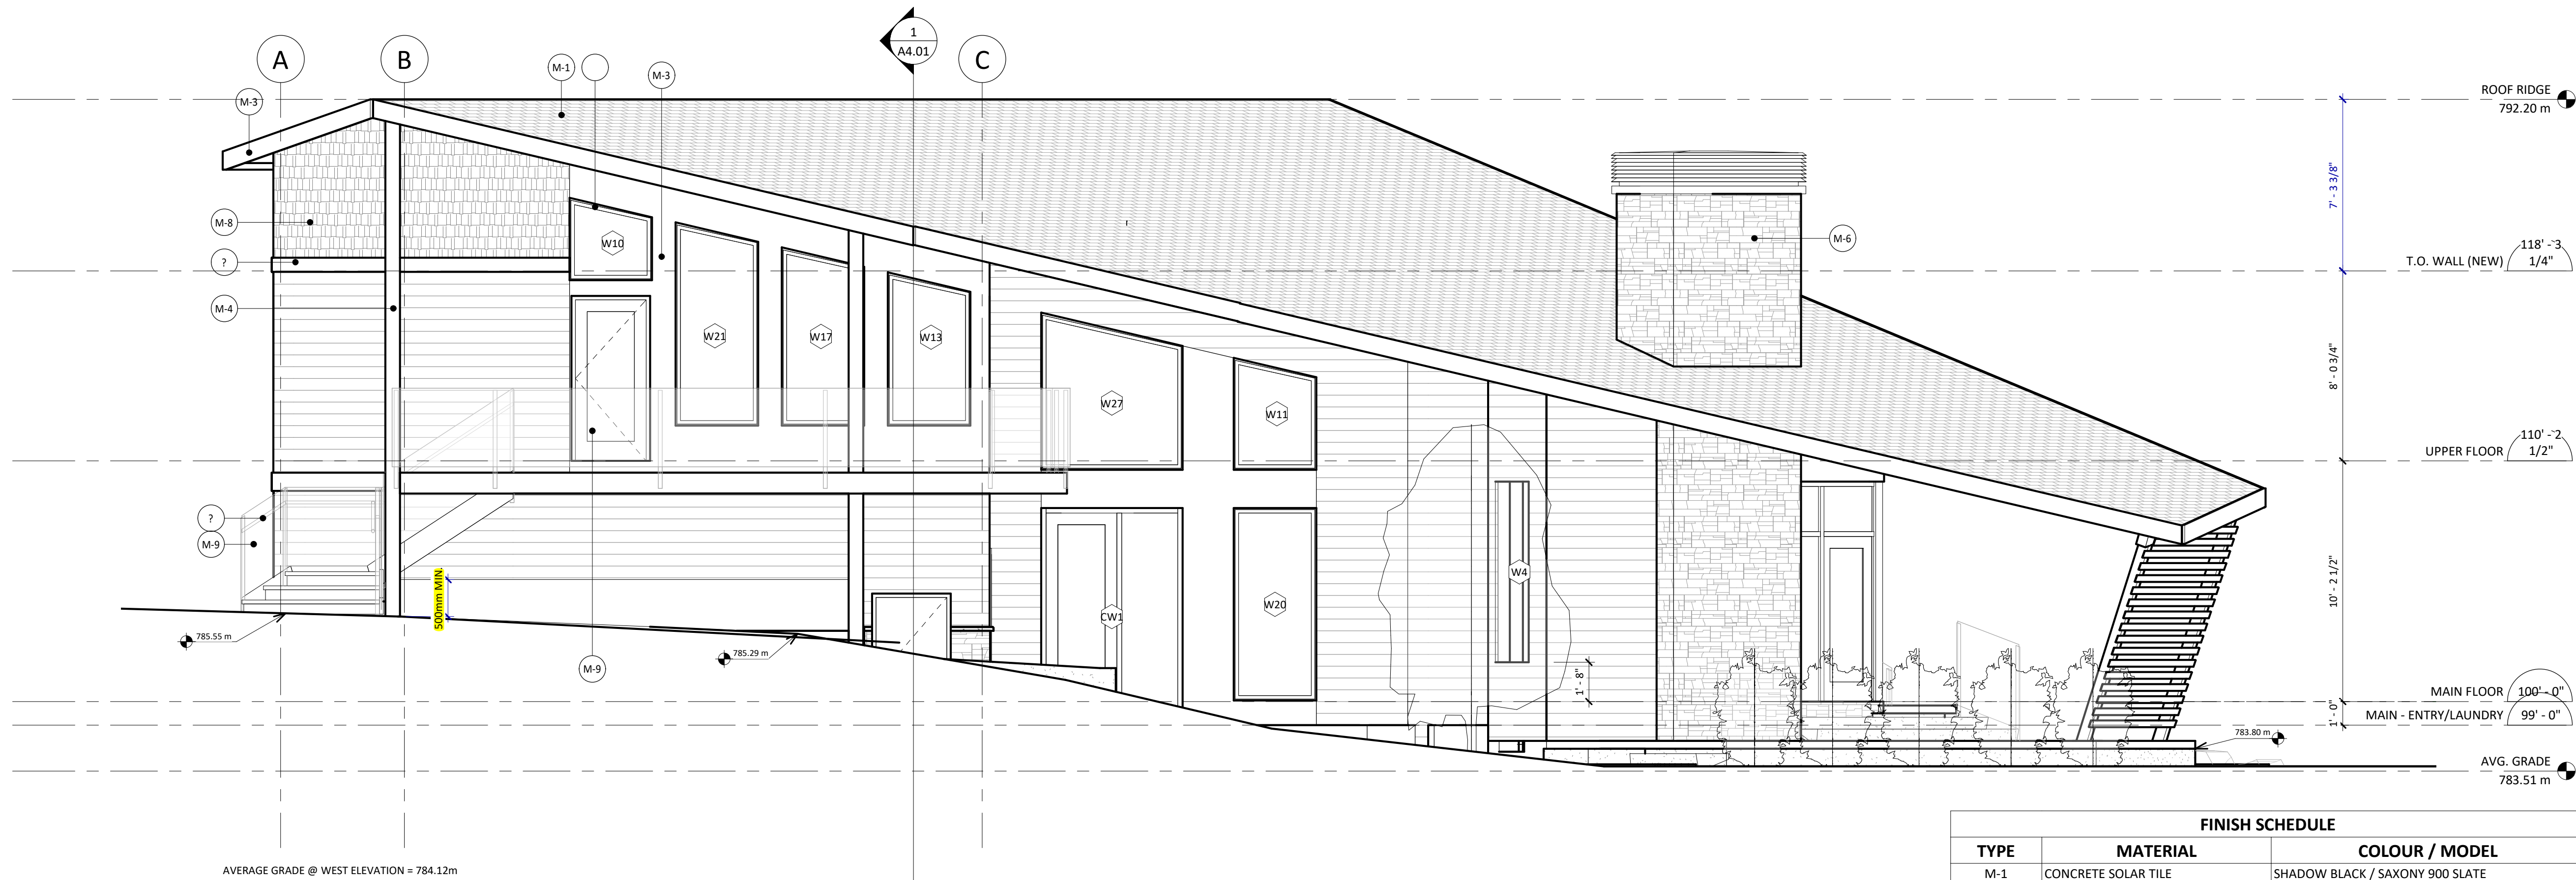 1
A4.01
A
B
C
M-1
M-3
M-3
ROOF RIDGE
792.20 m
7' - 3 3/8"
M-8
W10
M-6
118' - 3
1/4"
T.O. WALL (NEW)
?
M-4
W21
W17
W13
8' - 0 3/4"
W27
W11
110' - 2
1/2"
UPPER FLOOR
?
M-9
500mm MIN.
W4
W20
CW1
10' - 2 1/2"
785.55 m
785.29 m
M-9
1' - 8"
MAIN FLOOR
100' - 0"
1' - 0"
MAIN - ENTRY/LAUNDRY
99' - 0"
783.80 m
AVG. GRADE
783.51 m
FINISH SCHEDULE
TYPE MATERIAL COLOUR / MODEL
M-1 CONCRETE SOLAR TILE SHADOW BLACK / SAXONY 900 SLATE
AVERAGE GRADE @ WEST ELEVATION = 784.12m